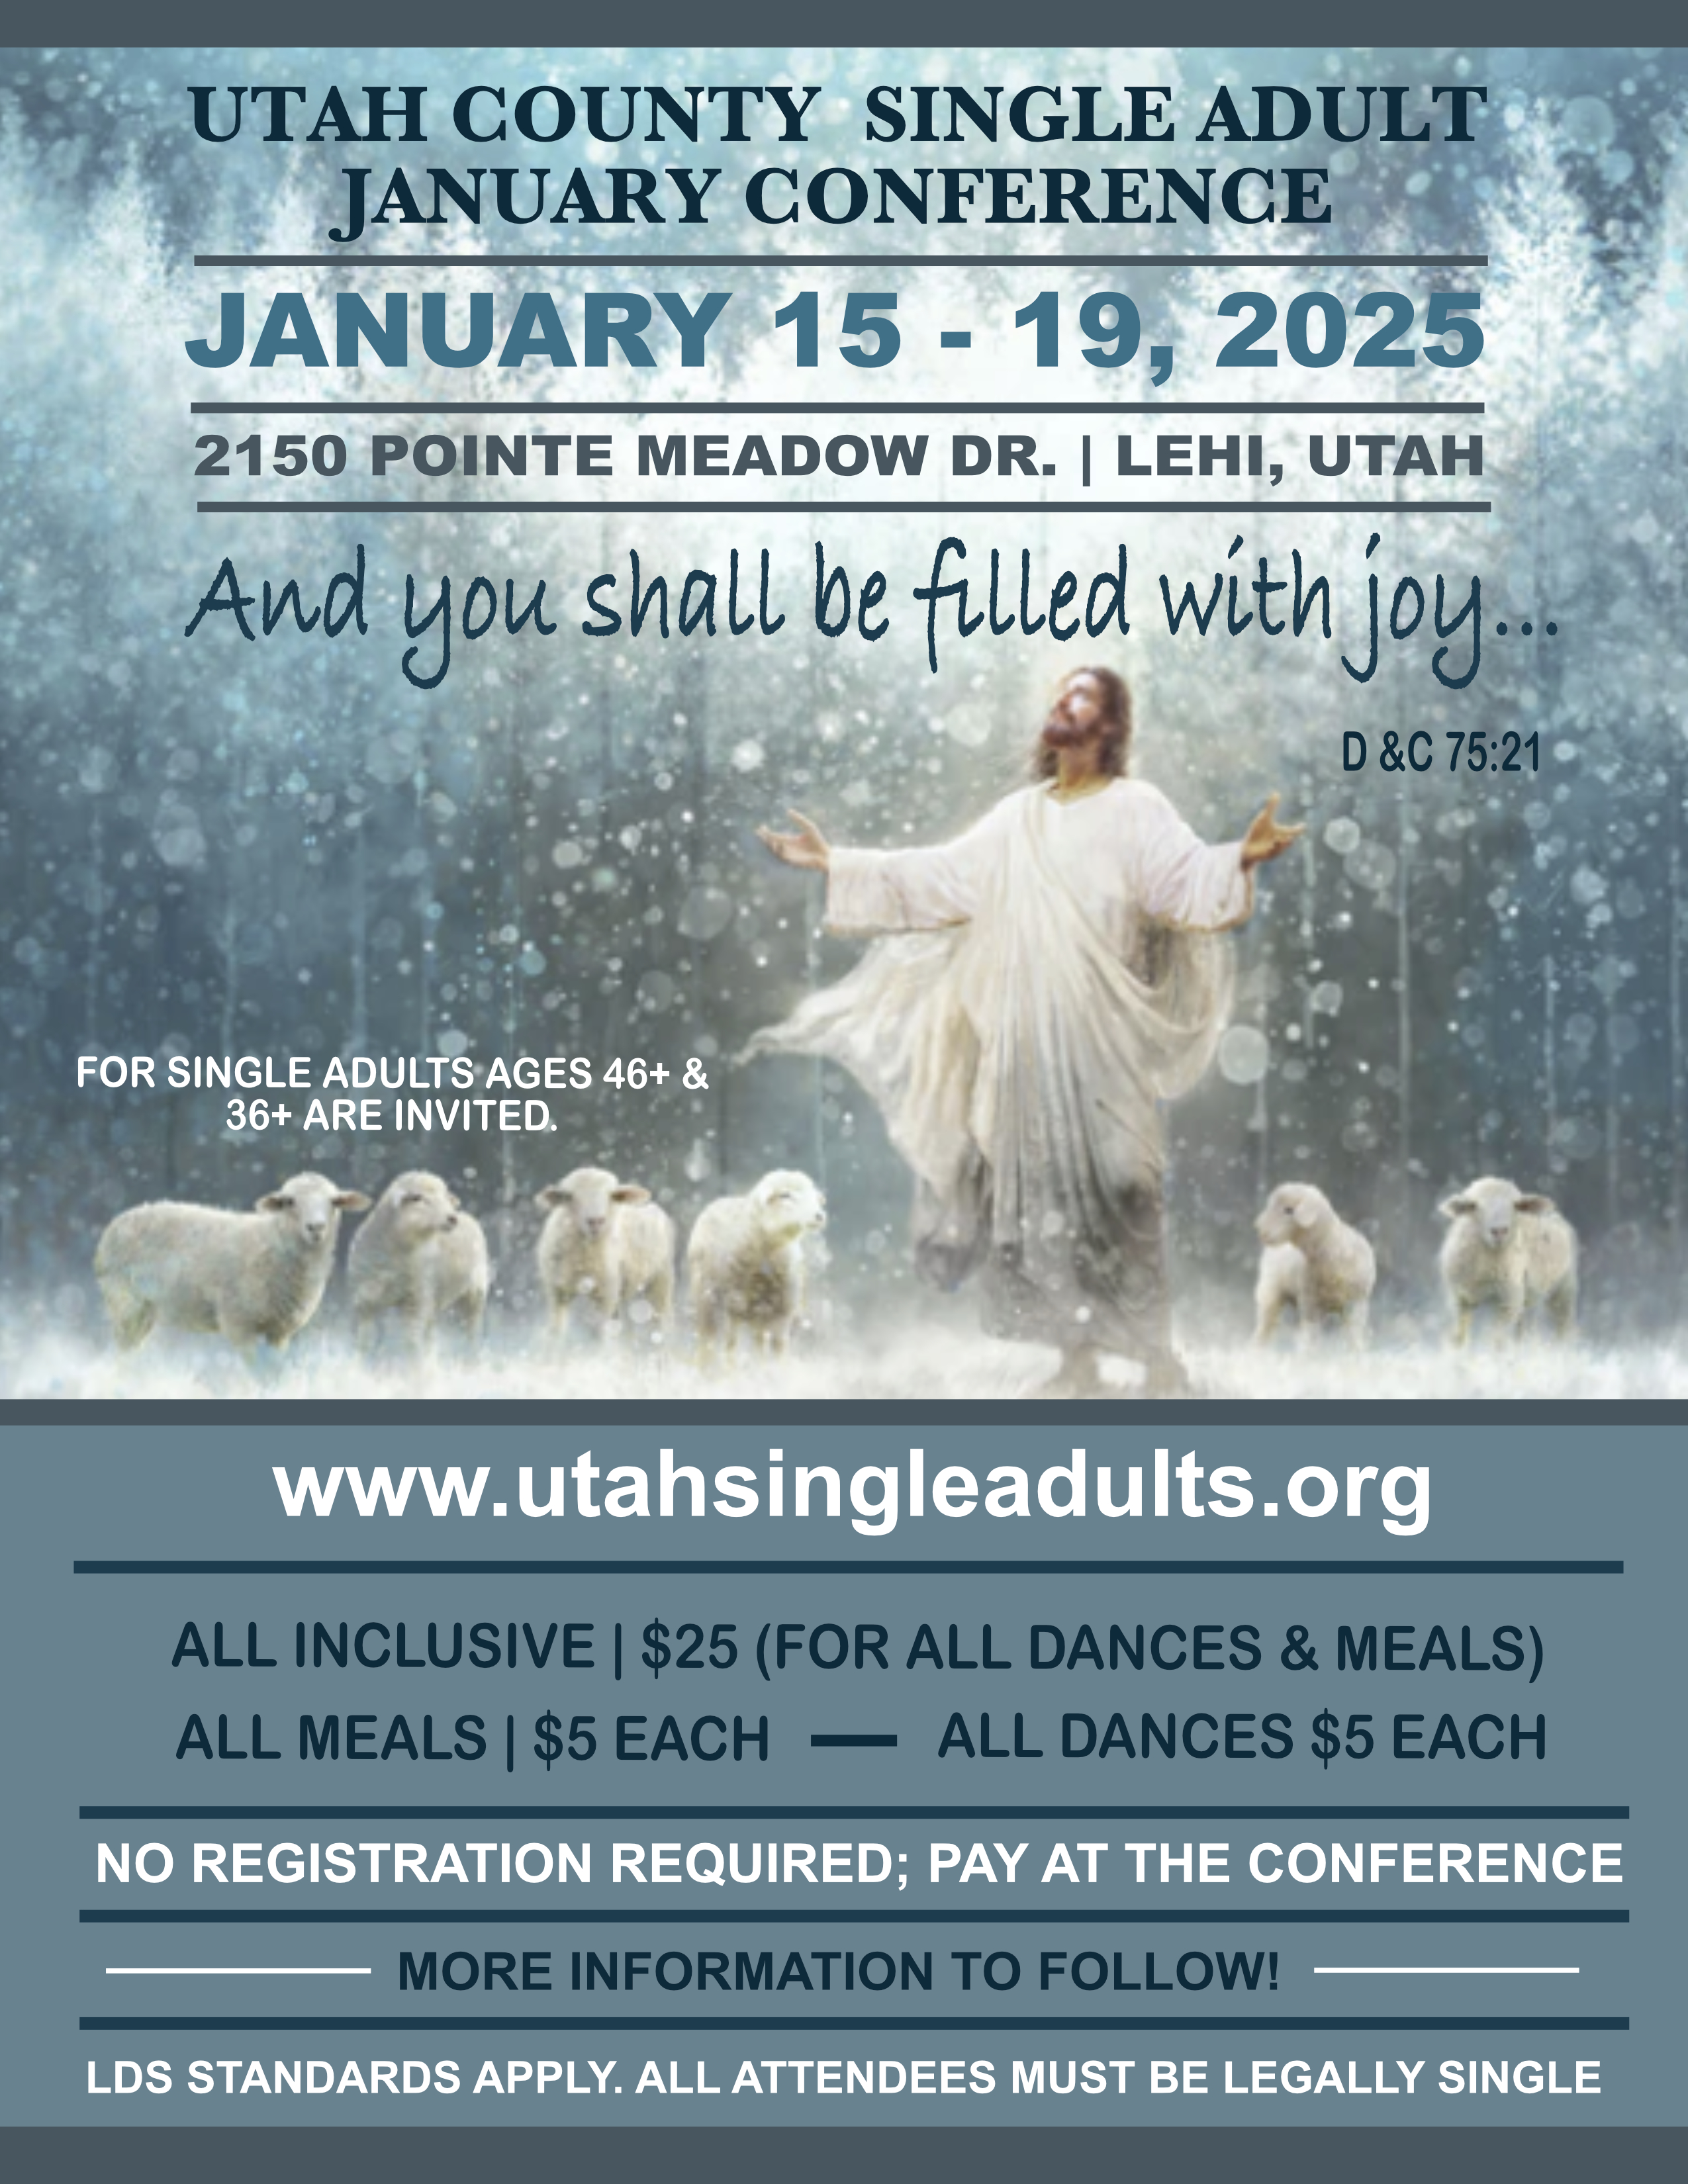 UTAH COUNTY SINGLE ADULT
JANUARY CONFERENCE
JANUARY 15 - 19, 2025
2150 POINTE MEADOW DR. | LEHI, UTAH
And you shall be filled with joy...
D &C 75:21
FOR SINGLE ADULTS AGES 46+ &
36+ ARE INVITED.
www.utahsingleadults.org
ALL INCLUSIVE | $25 (FOR ALL DANCES & MEALS)
ALL MEALS | $5 EACH — ALL DANCES $5 EACH
NO REGISTRATION REQUIRED; PAY AT THE CONFERENCE
MORE INFORMATION TO FOLLOW!
LDS STANDARDS APPLY. ALL ATTENDEES MUST BE LEGALLY SINGLE